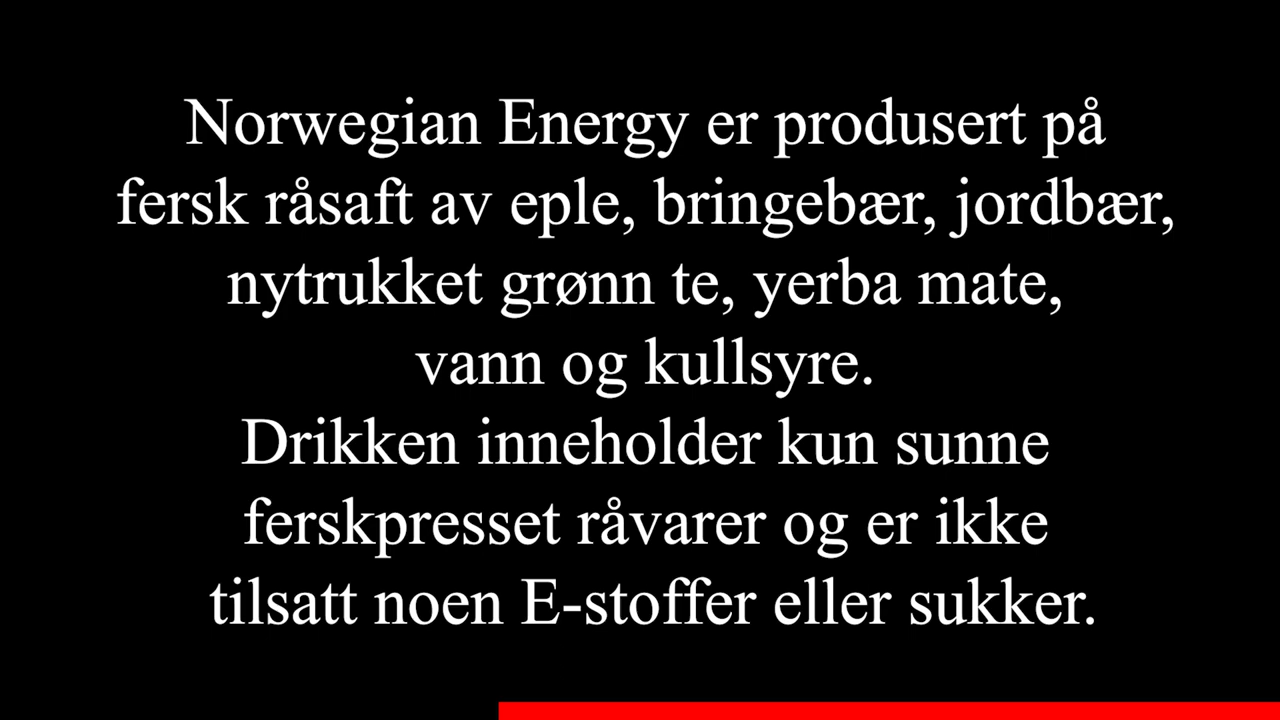 Norwegian Energy er produsert på
fersk råsaft av eple, bringebær, jordbær,
nytrukket grønn te, yerba mate,
vann og kullsyre.
Drikken inneholder kun sunne
ferskpresset råvarer og er ikke
tilsatt noen E-stoffer eller sukker.